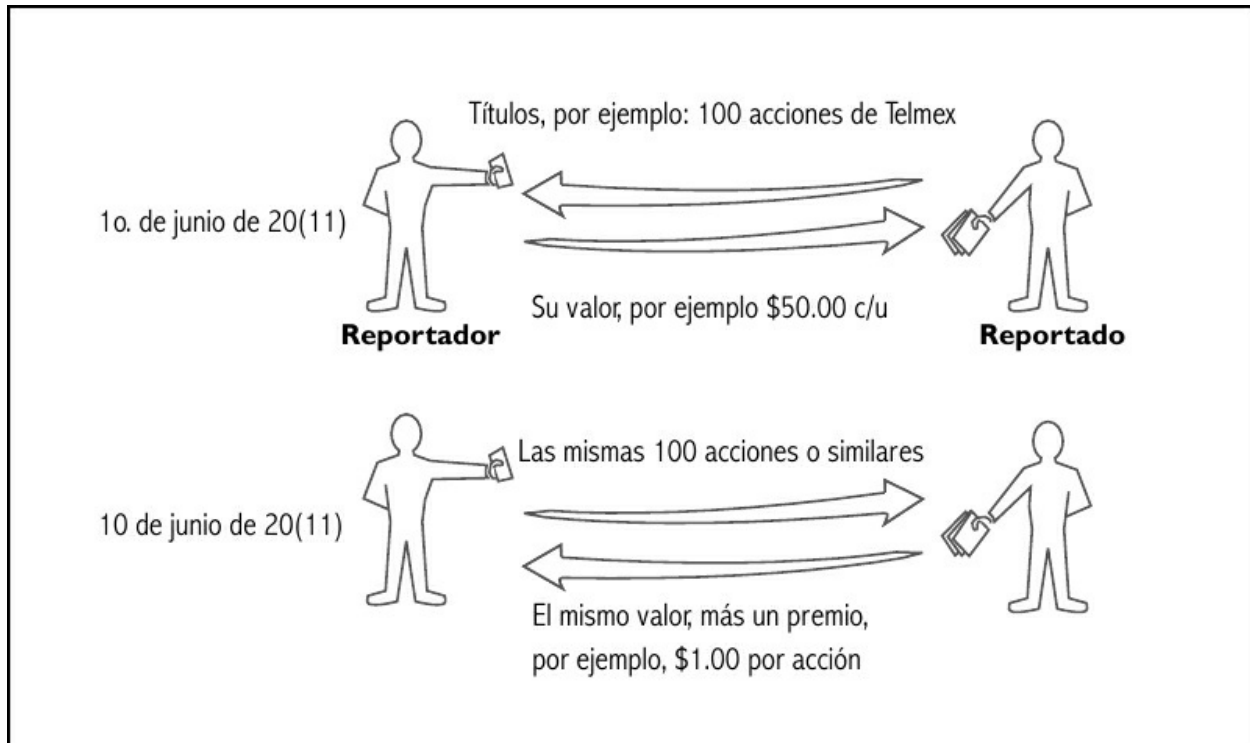 Títulos, por ejemplo: 100 acciones de Telmex
1o. de junio de 20(11)
Su valor, por ejemplo $50.00 c/u
Reportador
Reportado
Las mismas 100 acciones o similares
10 de junio de 20(11)
El mismo valor, más un premio,
por ejemplo, $1.00 por acción